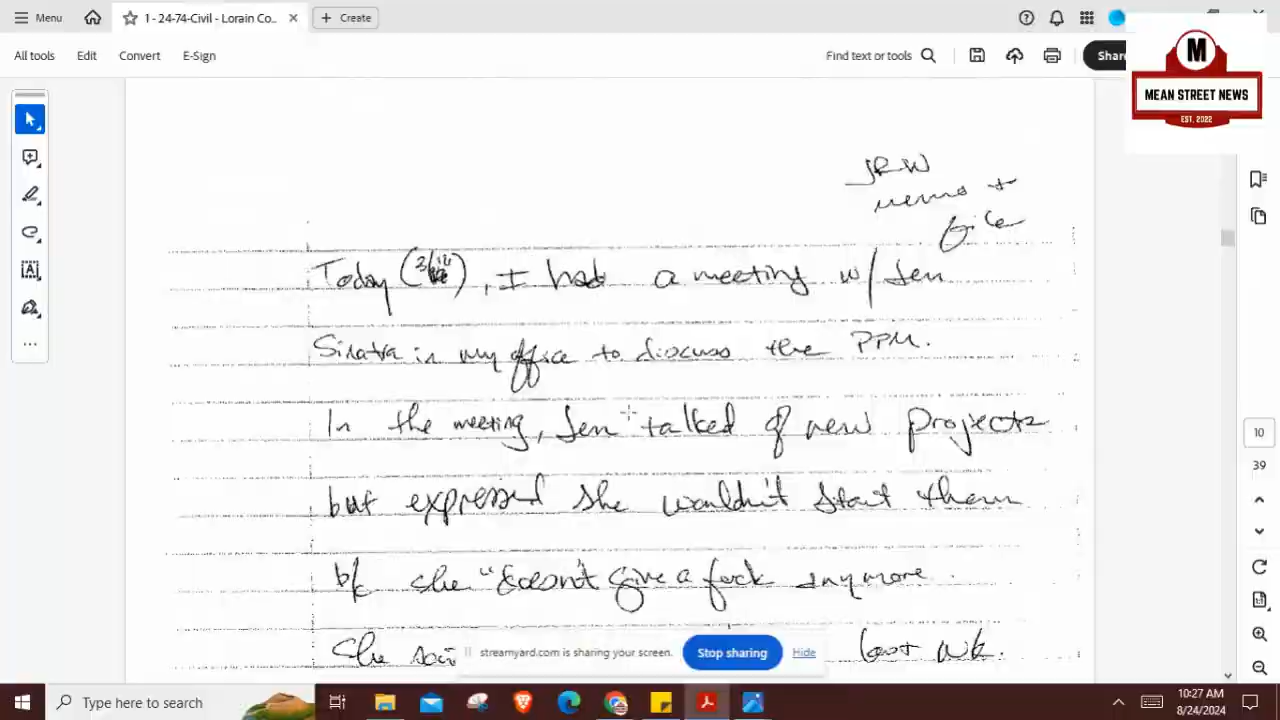 Menu
1 - 24-74-Civil - Lorain Co...
Create
All tools
Edit
Convert
E-Sign
Find text or tools
Share
M
MEAN STREET NEWS
EST. 2022
JRW
memo to
file
Today (3/ ), I had a meeting w/ Jen
Sinatra in my office to discuss the PPM.
In the meeting, Jen talked of new projects
but expressed she wouldn't start them
b/c she "doesn't give a fuck anymore.
She said last wk.
streamyard.com is sharing your screen.
Stop sharing
Hide
10
39
Type here to search
10:27 AM
8/24/2024